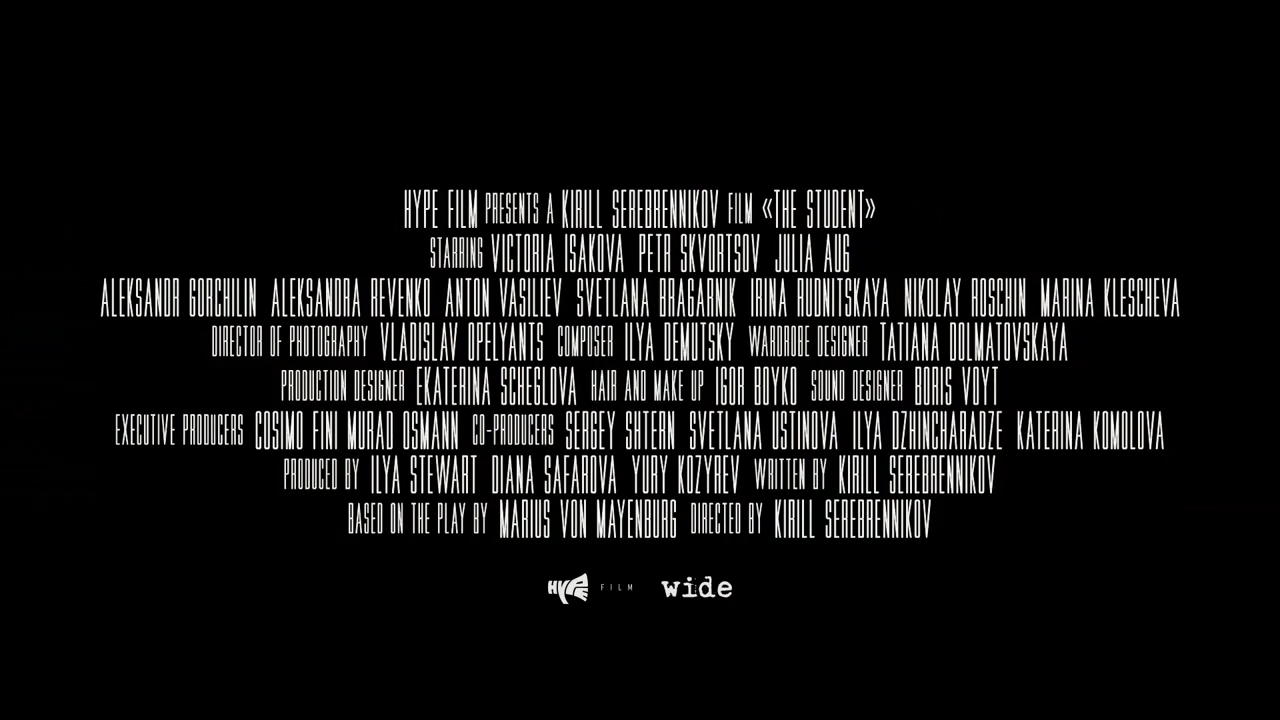 HYPE FILM PRESENTS A KIRILL SEREBRENNIKOV FILM «THE STUDENT»
STARRING VICTORIA ISAKOVA PETR SKVORTSOV JULIA AUG
ALEKSANDR GORCHILIN ALEKSANDRA REVENKO ANTON VASILIEV SVETLANA BRAGARNIK IRINA RUDNITSKAYA NIKOLAY ROSCHIN MARINA KLESCHEVA
DIRECTOR OF PHOTOGRAPHY VLADISLAV OPELYANTS COMPOSER ILYA DEMUTSKY WARDROBE DESIGNER TATIANA DOLMATOVSKAYA
PRODUCTION DESIGNER EKATERINA SCHEGLOVA HAIR AND MAKE UP IGOR BOYKO SOUND DESIGNER BORIS VOYT
EXECUTIVE PRODUCERS COSIMO FINI MURAD OSMANN CO-PRODUCERS SERGEY SHTERN SVETLANA USTINOVA ILYA DZHINCHARADZE KATERINA KOMOLOVA
PRODUCED BY ILYA STEWART DIANA SAFAROVA YURY KOZYREV WRITTEN BY KIRILL SEREBRENNIKOV
BASED ON THE PLAY BY MARIUS VON MAYENBURG DIRECTED BY KIRILL SEREBRENNIKOV
HYPE FILM wide